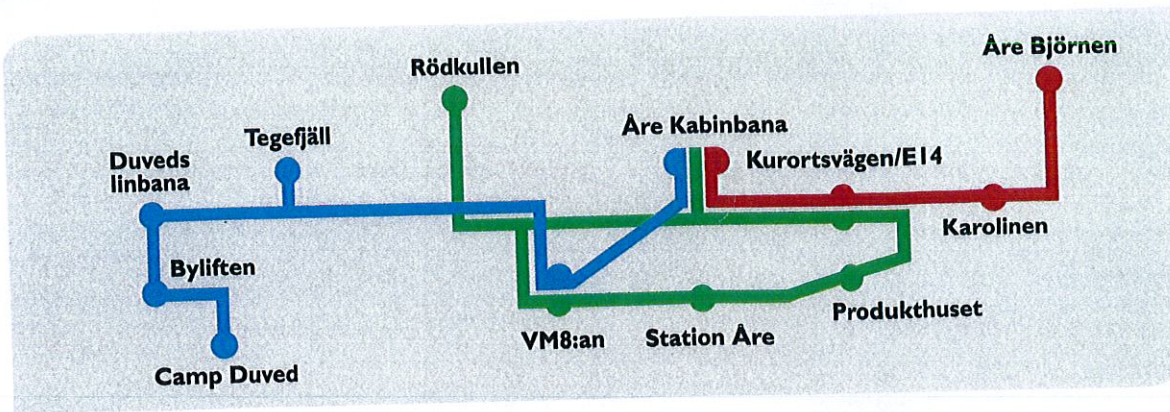 Åre Björnen
Rödkullen
Åre Kabinbana
Tegefjäll
Duveds
linbana
Kurortsvägen/E14
Karolinen
Byliften
Produkthuset
VM8:an
Station Åre
Camp Duved